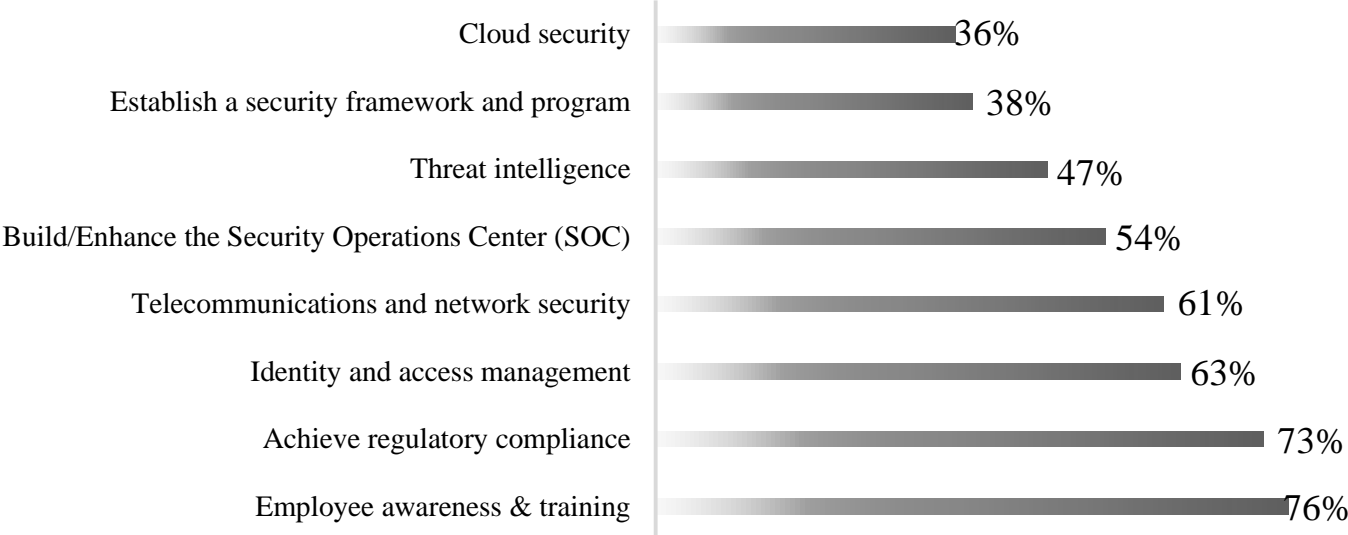 Cloud security 36%
Establish a security framework and program 38%
Threat intelligence 47%
Build/Enhance the Security Operations Center (SOC) 54%
Telecommunications and network security 61%
Identity and access management 63%
Achieve regulatory compliance 73%
Employee awareness & training 76%